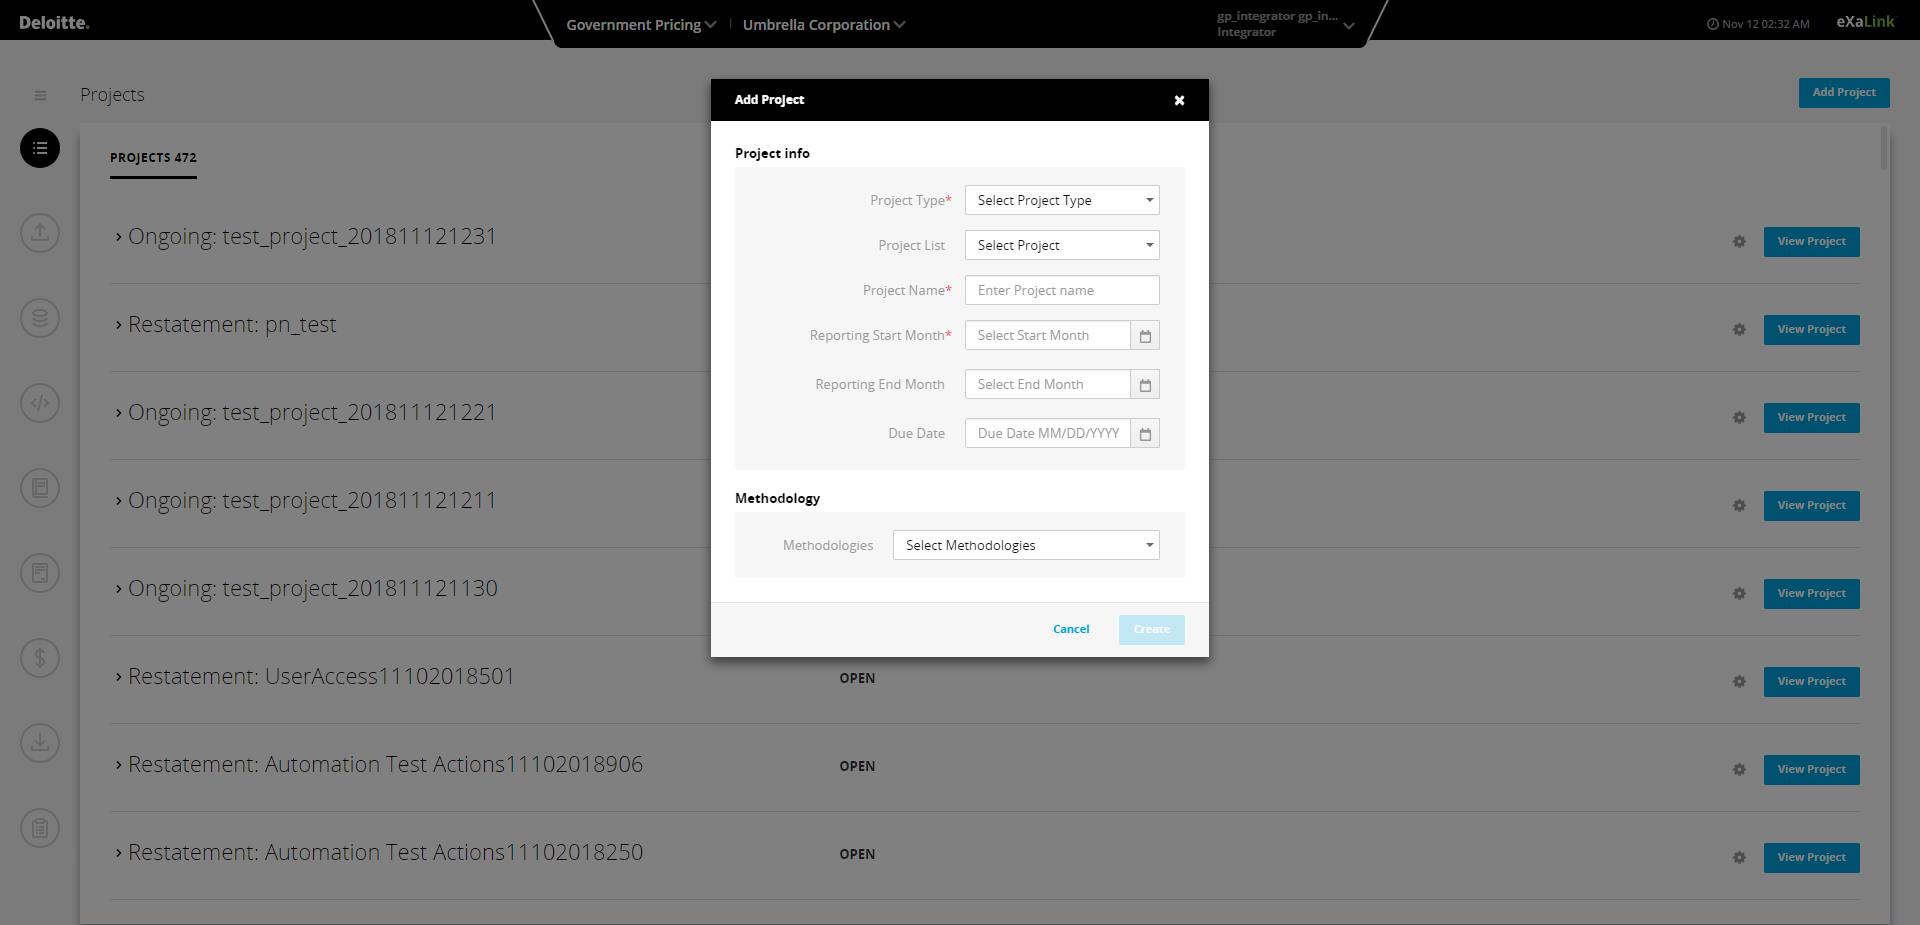 Deloitte.
Government Pricing | Umbrella Corporation
gp_integrator gp_in...
Integrator
Nov 12 02:32 AM
eXaLink
Projects
Add Project
PROJECTS 472
Ongoing: test_project_201811121231
View Project
Restatement: pn_test
View Project
Ongoing: test_project_201811121221
View Project
Ongoing: test_project_201811121211
View Project
Ongoing: test_project_201811121130
View Project
Restatement: UserAccess11102018501 OPEN View Project
Restatement: Automation Test Actions11102018906 OPEN View Project
Restatement: Automation Test Actions11102018250 OPEN View Project
Add Project
Project info
Project Type* Select Project Type
Project List Select Project
Project Name* Enter Project name
Reporting Start Month* Select Start Month
Reporting End Month Select End Month
Due Date Due Date MM/DD/YYYY
Methodology
Methodologies Select Methodologies
Cancel Create